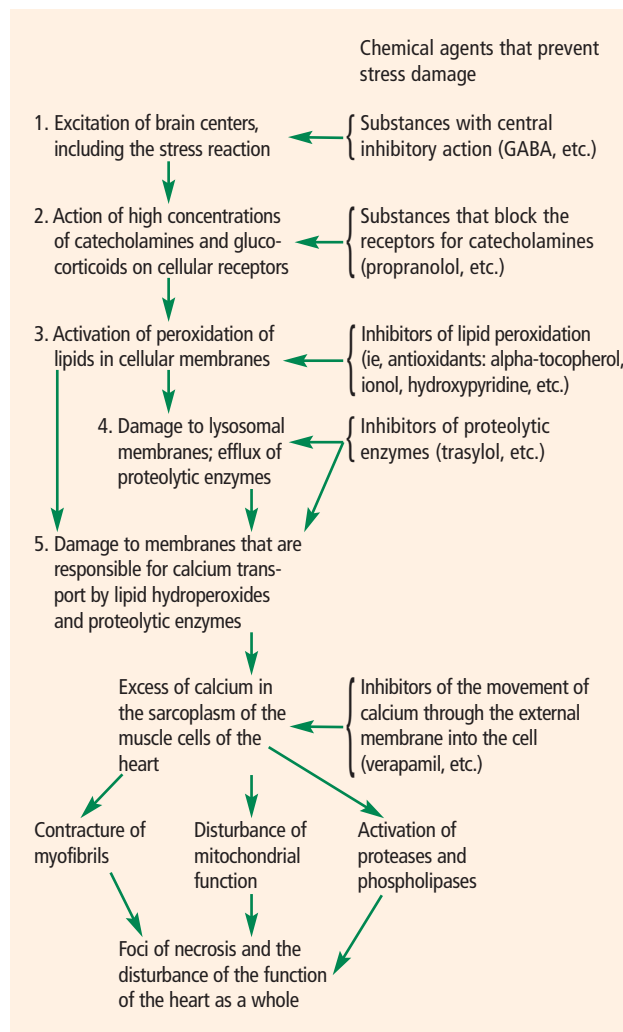 Chemical agents that prevent
stress damage
1. Excitation of brain centers,
including the stress reaction
Substances with central
inhibitory action (GABA, etc.)
2. Action of high concentrations
of catecholamines and gluco-
corticoids on cellular receptors
Substances that block the
receptors for catecholamines
(propranolol, etc.)
3. Activation of peroxidation of
lipids in cellular membranes
Inhibitors of lipid peroxidation
(ie, antioxidants: alpha-tocopherol,
ionol, hydroxypyridine, etc.)
4. Damage to lysosomal
membranes; efflux of
proteolytic enzymes
Inhibitors of proteolytic
enzymes (trasylol, etc.)
5. Damage to membranes that are
responsible for calcium trans-
port by lipid hydroperoxides
and proteolytic enzymes
Excess of calcium in
the sarcoplasm of the
muscle cells of the
heart
Inhibitors of the movement of
calcium through the external
membrane into the cell
(verapamil, etc.)
Contracture of
myofibrils
Disturbance of
mitochondrial
function
Activation of
proteases and
phospholipases
Foci of necrosis and the
disturbance of the function
of the heart as a whole